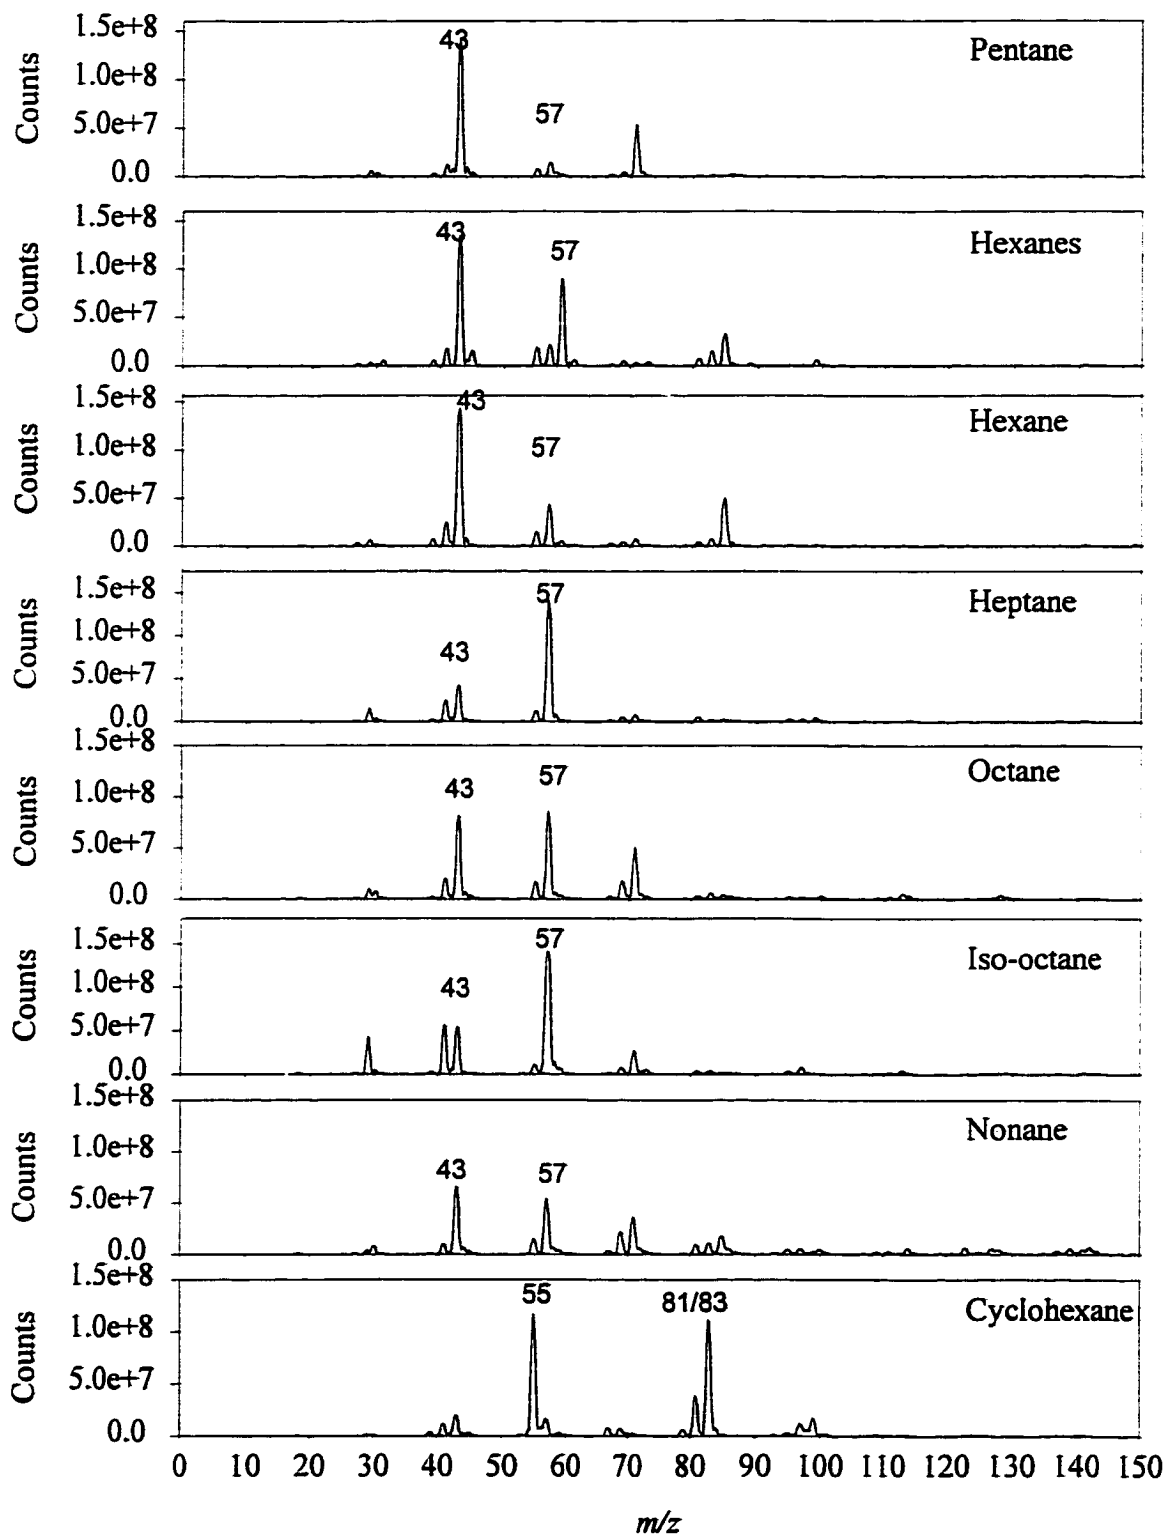 1.5e+8
1.0e+8
5.0e+7
0.0
Counts
43
57
Pentane
1.5e+8
1.0e+8
5.0e+7
0.0
Counts
43
57
Hexanes
1.5e+8
1.0e+8
5.0e+7
0.0
Counts
43
57
Hexane
1.5e+8
1.0e+8
5.0e+7
0.0
Counts
43
57
Heptane
1.5e+8
1.0e+8
5.0e+7
0.0
Counts
43
57
Octane
1.5e+8
1.0e+8
5.0e+7
0.0
Counts
43
57
Iso-octane
1.5e+8
1.0e+8
5.0e+7
0.0
Counts
43
57
Nonane
1.5e+8
1.0e+8
5.0e+7
0.0
Counts
55
81/83
Cyclohexane
0 10 20 30 40 50 60 70 80 90 100 110 120 130 140 150
m/z